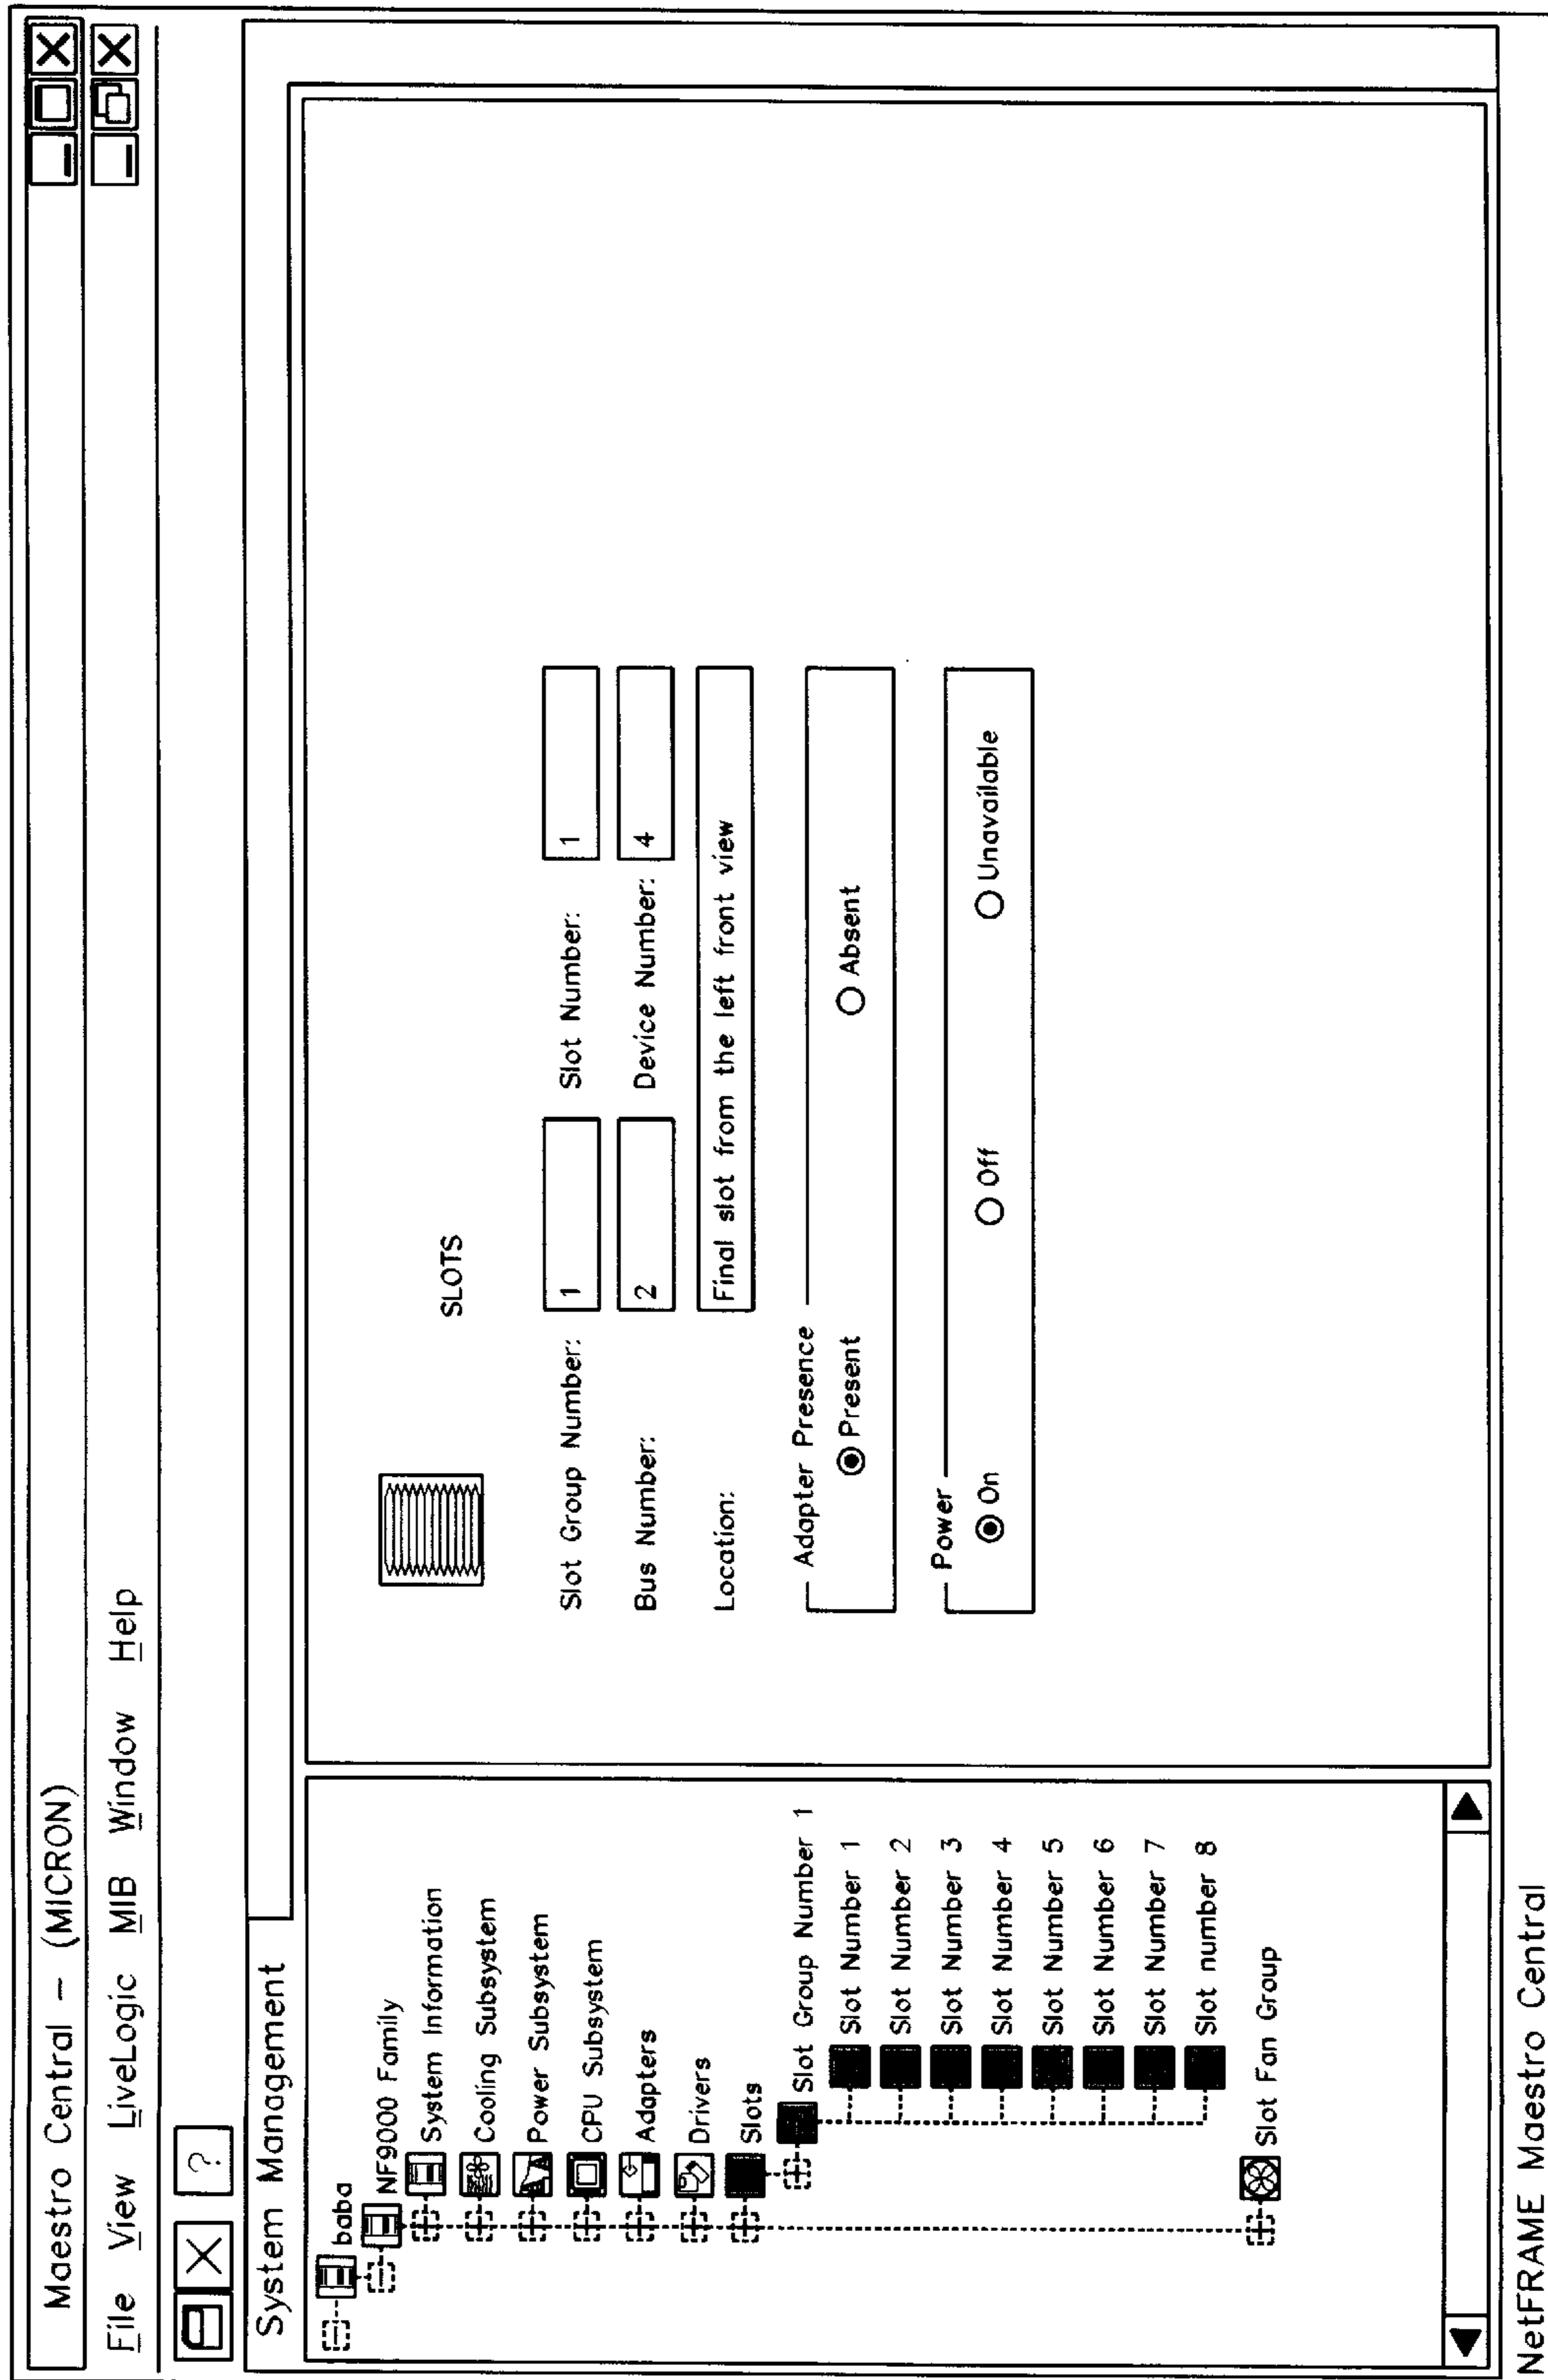 Maestro Central – (MICRON)
File View LiveLogic MIB Window Help
?
System Management
baba
NF9000 Family
System Information
Cooling Subsystem
Power Subsystem
CPU Subsystem
Adapters
Drivers
Slots
Slot Group Number 1
Slot Number 1
Slot Number 2
Slot Number 3
Slot Number 4
Slot Number 5
Slot Number 6
Slot Number 7
Slot number 8
Slot Fan Group
SLOTS
Slot Group Number: 1 Slot Number: 1
Bus Number: 2 Device Number: 4
Location: Final slot from the left front view
Adapter Presence
Present Absent
Power
On Off Unavailable
NetFRAME Maestro Central